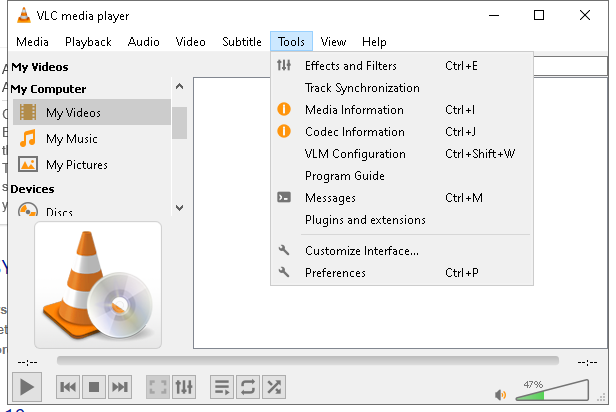 VLC media player
Media Playback Audio Video Subtitle Tools View Help
My Videos
My Computer
My Videos
My Music
My Pictures
Devices
Discs
Effects and Filters Ctrl+E
Track Synchronization
Media Information Ctrl+I
Codec Information Ctrl+J
VLM Configuration Ctrl+Shift+W
Program Guide
Messages Ctrl+M
Plugins and extensions
Customize Interface...
Preferences Ctrl+P
--:-- --:--
47%